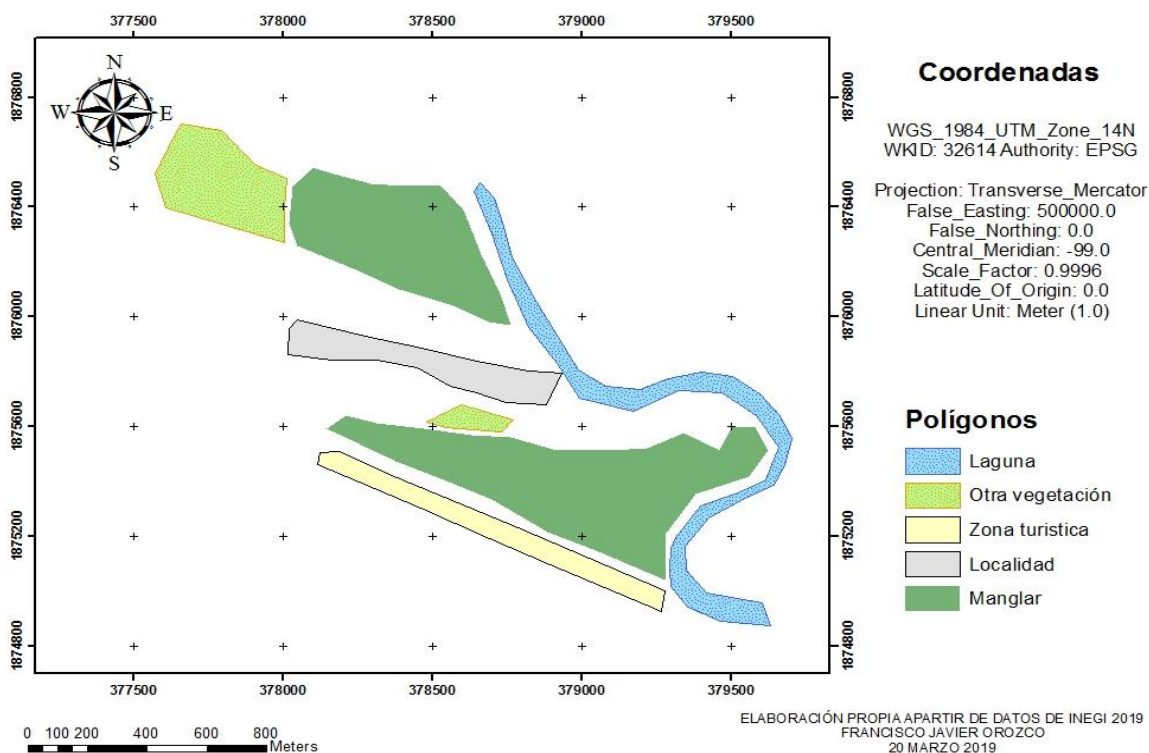 377500 378000 378500 379000 379500
N
W E
S
1876800
1876400
1876000
1875600
1875200
1874800
1876800
1876400
1876000
1875600
1875200
1874800
377500 378000 378500 379000 379500
0 100 200 400 600 800
Meters
Coordenadas
WGS_1984_UTM_Zone_14N
WKID: 32614 Authority: EPSG
Projection: Transverse_Mercator
False_Easting: 500000.0
False_Northing: 0.0
Central_Meridian: -99.0
Scale_Factor: 0.9996
Latitude_Of_Origin: 0.0
Linear Unit: Meter (1.0)
Polígonos
Laguna
Otra vegetación
Zona turistica
Localidad
Manglar
ELABORACIÓN PROPIA APARTIR DE DATOS DE INEGI 2019
FRANCISCO JAVIER OROZCO
20 MARZO 2019